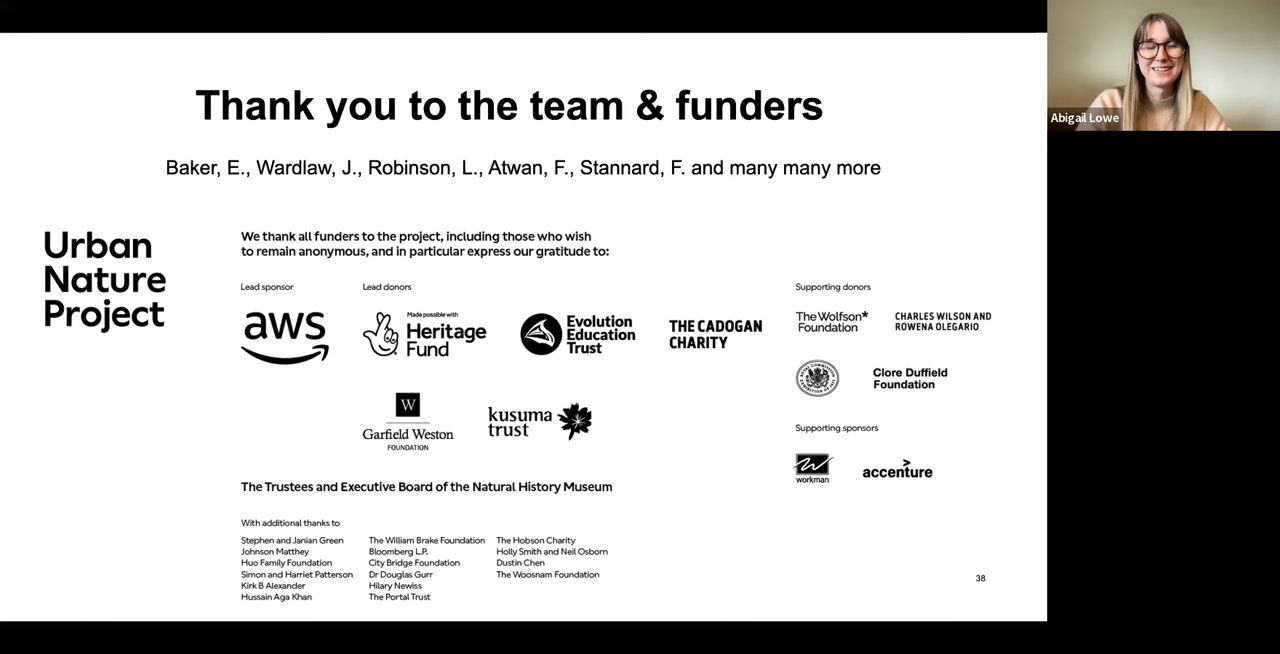 Thank you to the team & funders
Baker, E., Wardlaw, J., Robinson, L., Atwan, F., Stannard, F. and many many more
Urban
Nature
Project
We thank all funders to the project, including those who wish
to remain anonymous, and in particular express our gratitude to:
Lead sponsor
aws
Lead donors
Made possible with
Heritage
Fund
Evolution
Education
Trust
THE CADOGAN
CHARITY
W
Garfield Weston
FOUNDATION
kusuma
trust
Supporting donors
The Wolfson*
Foundation
CHARLES WILSON AND
ROWENA OLEGARIO
Clore Duffield
Foundation
Supporting sponsors
workman
accenture
The Trustees and Executive Board of the Natural History Museum
With additional thanks to
Stephen and Janian Green
Johnson Matthey
Huo Family Foundation
Simon and Harriet Patterson
Kirk B Alexander
Hussain Aga Khan
The William Brake Foundation
Bloomberg L.P.
City Bridge Foundation
Dr Douglas Gurr
Hilary Newiss
The Portal Trust
The Hobson Charity
Holly Smith and Neil Osborn
Dustin Chen
The Woosnam Foundation
38
Abigail Lowe